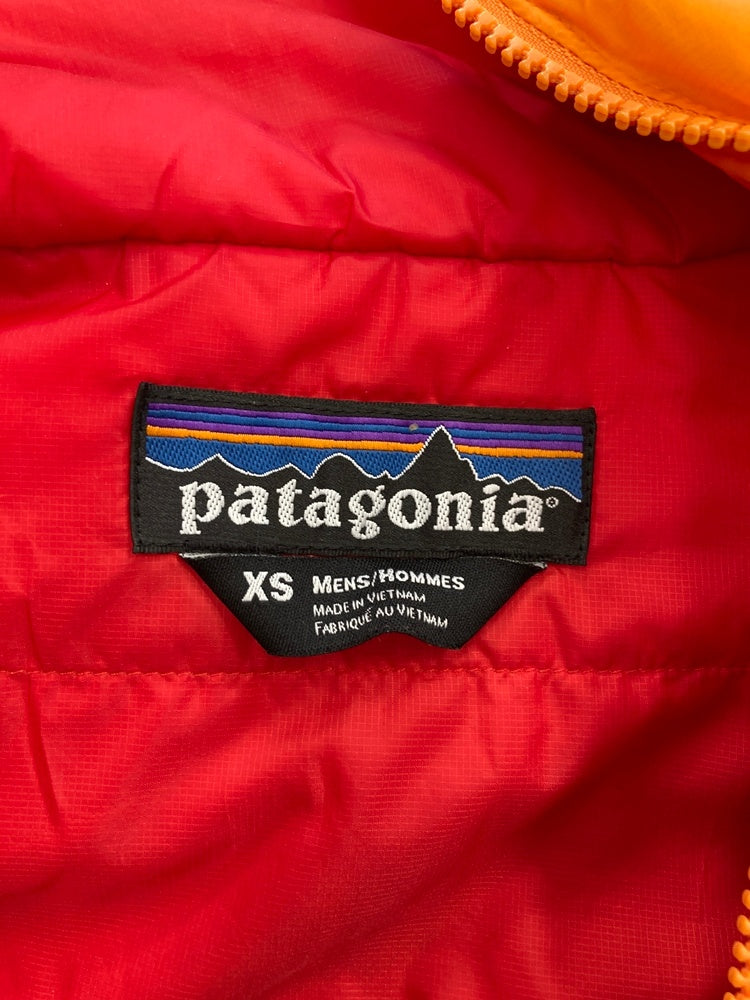 patagonia®
XS MENS/HOMMES
MADE IN VIETNAM
FABRIQUÉ AU VIETNAM